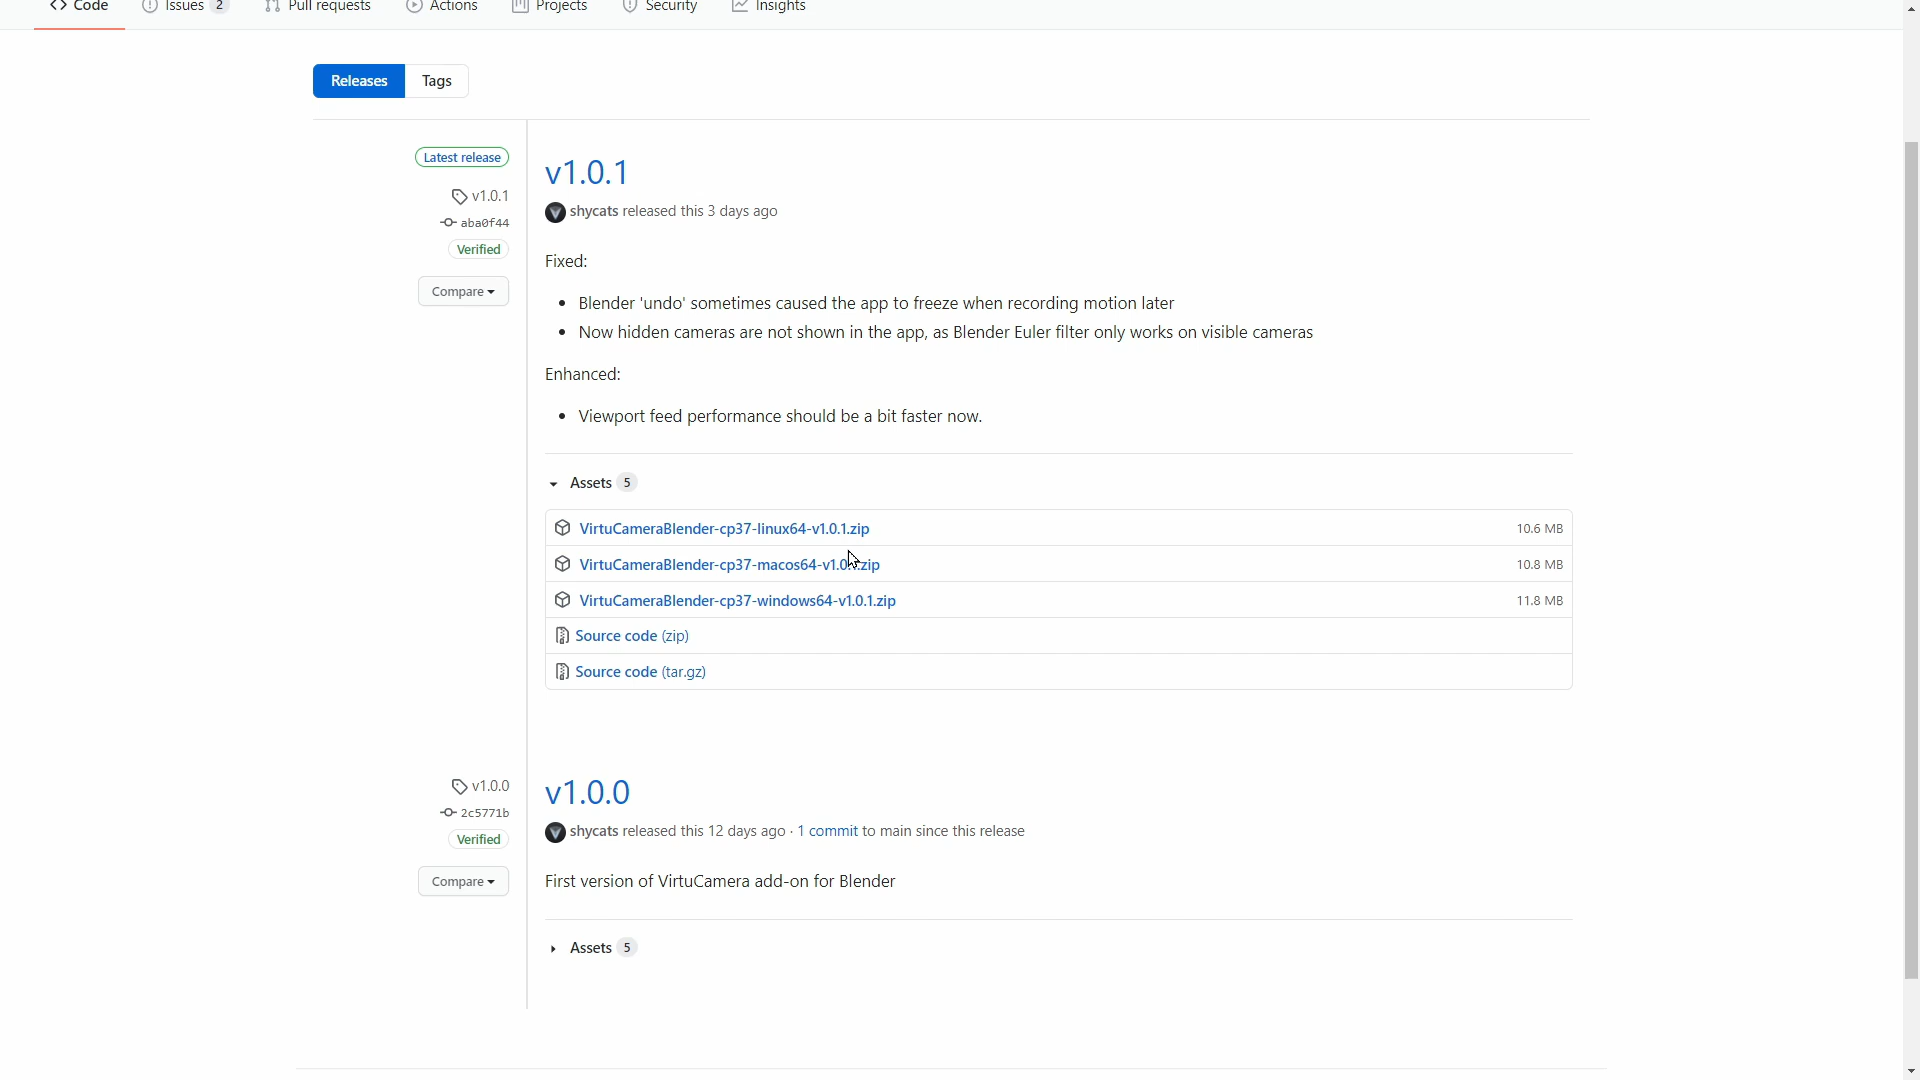 Code Issues 2 Pull requests Actions Projects Security Insights
Releases Tags
Latest release
v1.0.1
aba0f44
Verified
Compare
v1.0.1
shycats released this 3 days ago
Fixed:
• Blender 'undo' sometimes caused the app to freeze when recording motion later
• Now hidden cameras are not shown in the app, as Blender Euler filter only works on visible cameras
Enhanced:
• Viewport feed performance should be a bit faster now.
Assets 5
VirtuCameraBlender-cp37-linux64-v1.0.1.zip 10.6 MB
VirtuCameraBlender-cp37-macos64-v1.0.1.zip 10.8 MB
VirtuCameraBlender-cp37-windows64-v1.0.1.zip 11.8 MB
Source code (zip)
Source code (tar.gz)
v1.0.0
2c5771b
Verified
Compare
v1.0.0
shycats released this 12 days ago · 1 commit to main since this release
First version of VirtuCamera add-on for Blender
Assets 5